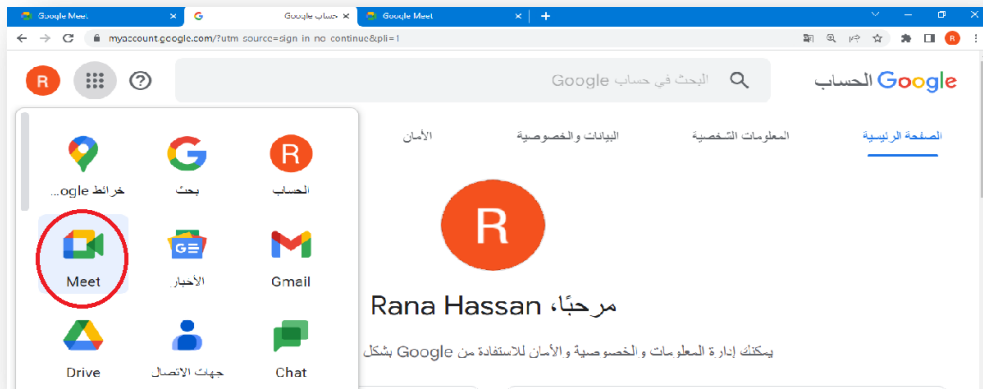 Google Meet
Google حساب
Google Meet
myaccount.google.com/?utm_source=sign_in_no_continue&pli=1
R
R
البحث في حساب Google
Google الحساب
الصفحة الرئيسية
المعلومات الشخصية
البيانات والخصوصية
الأمان
R
الحساب
بحث
خرائط ogle...
Gmail
الأخبار
Meet
Chat
جهات الاتصال
Drive
R
مرحبًا، Rana Hassan
يمكنك إدارة المعلومات والخصوصية والأمان للاستفادة من Google بشكل